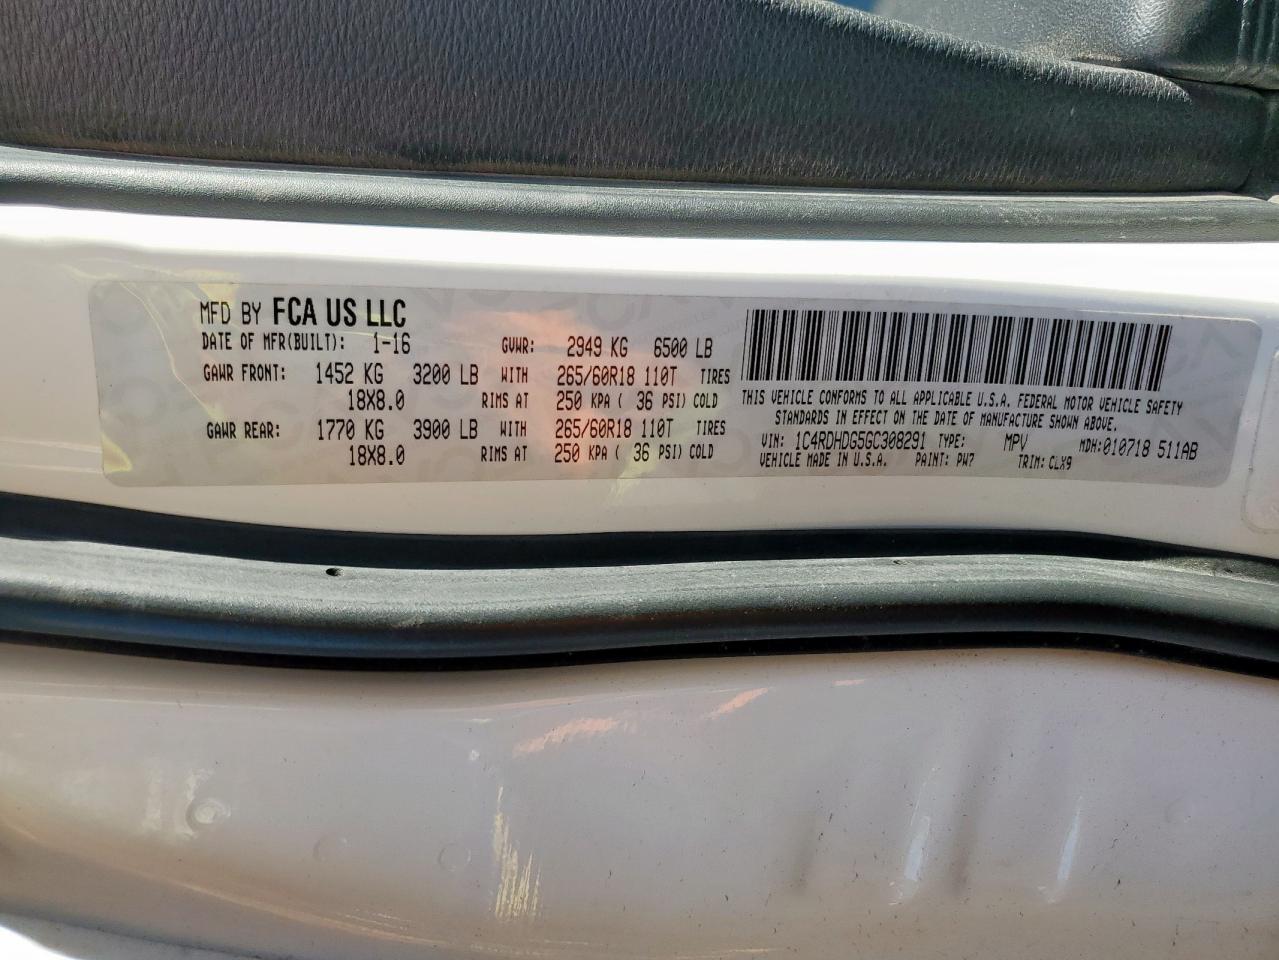 MFD BY FCA US LLC
DATE OF MFR(BUILT): 1-16 GVWR: 2949 KG 6500 LB
GAWR FRONT: 1452 KG 3200 LB WITH 265/60R18 110T TIRES
18X8.0 RIMS AT 250 KPA ( 36 PSI) COLD
GAWR REAR: 1770 KG 3900 LB WITH 265/60R18 110T TIRES
18X8.0 RIMS AT 250 KPA ( 36 PSI) COLD
THIS VEHICLE CONFORMS TO ALL APPLICABLE U.S.A. FEDERAL MOTOR VEHICLE SAFETY
STANDARDS IN EFFECT ON THE DATE OF MANUFACTURE SHOWN ABOVE.
VIN: 1C4RDHDG5GC308291 TYPE: MPV MDH:010718 511AB
VEHICLE MADE IN U.S.A. PAINT: PW7 TRIM: CLX9